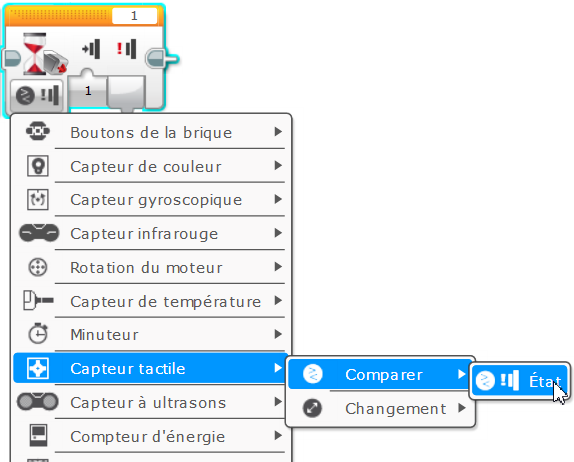 1
1
Boutons de la brique
Capteur de couleur
Capteur gyroscopique
Capteur infrarouge
Rotation du moteur
Capteur de température
Minuteur
Capteur tactile
Comparer
État
Changement
Capteur à ultrasons
Compteur d'énergie